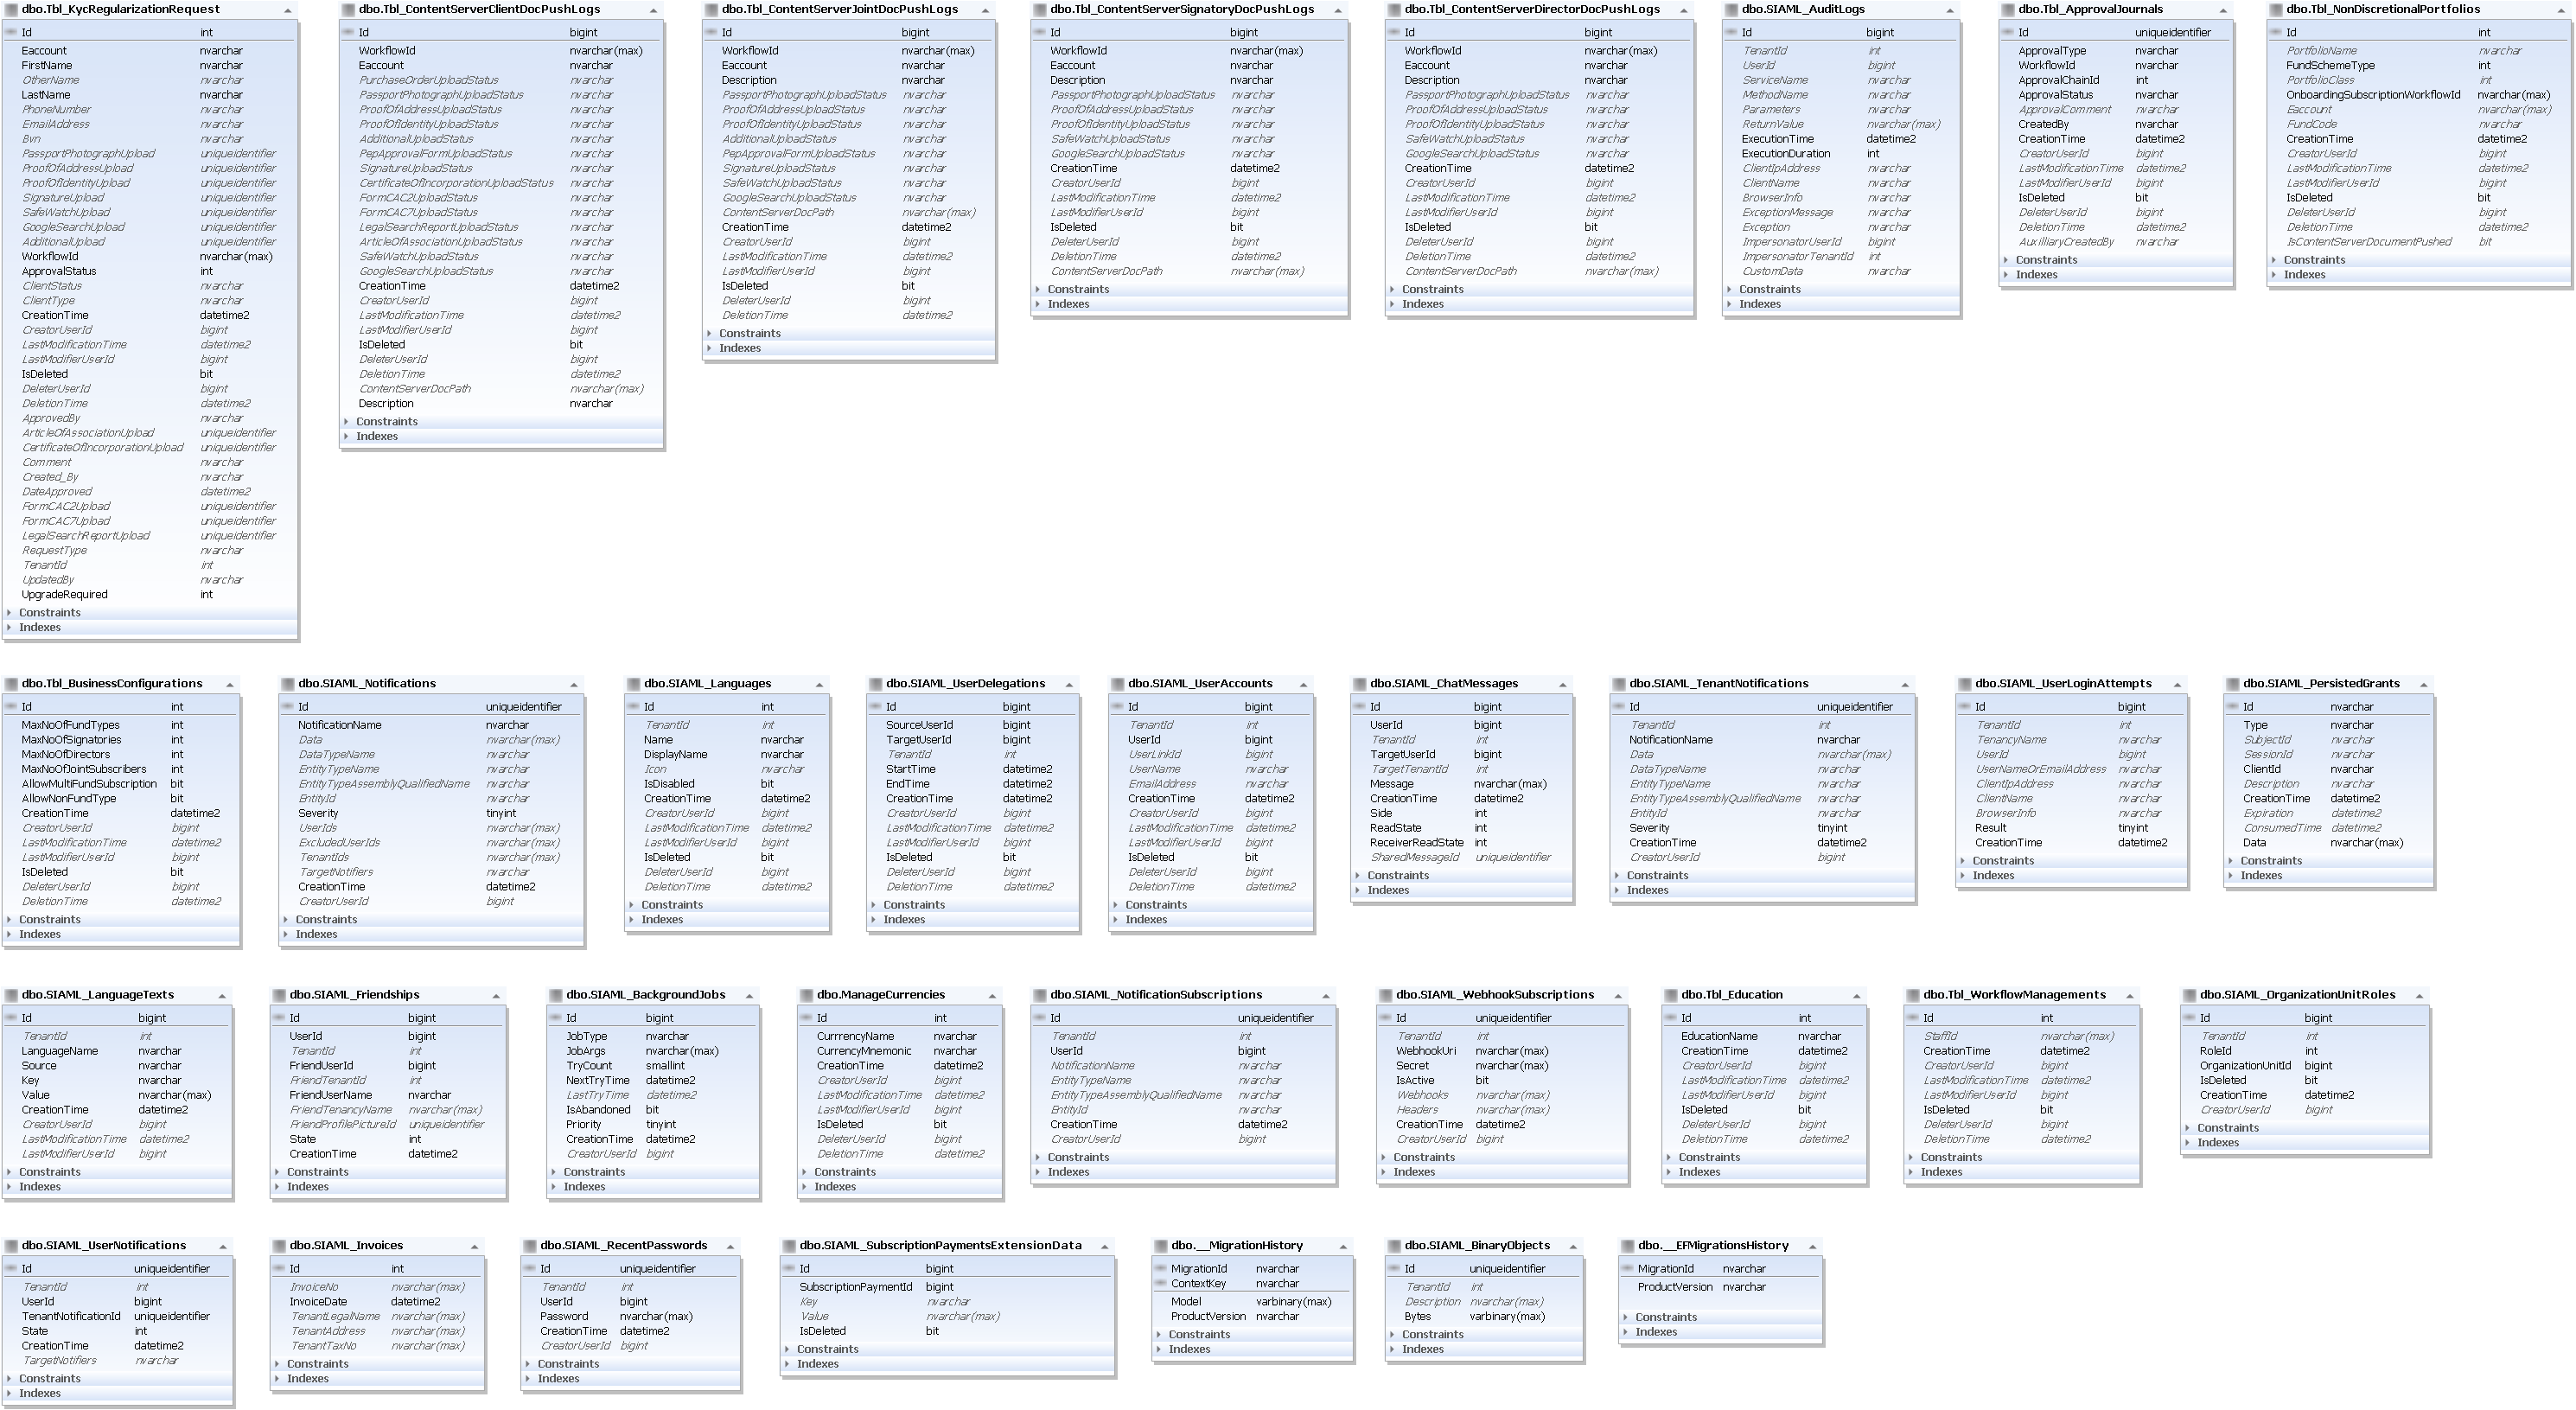 dbo.Tbl_KycRegularizationRequest
Id int
Eaccount nvarchar
FirstName nvarchar
OtherName nvarchar
LastName nvarchar
PhoneNumber nvarchar
EmailAddress nvarchar
Bvn nvarchar
PassportPhotographUpload uniqueidentifier
ProofOfAddressUpload uniqueidentifier
ProofOfIdentityUpload uniqueidentifier
SignatureUpload uniqueidentifier
SafeWatchUpload uniqueidentifier
GoogleSearchUpload uniqueidentifier
AdditionalUpload uniqueidentifier
WorkflowId nvarchar(max)
ApprovalStatus int
ClientStatus nvarchar
ClientType nvarchar
CreationTime datetime2
CreatorUserId bigint
LastModificationTime datetime2
LastModifierUserId bigint
IsDeleted bit
DeleterUserId bigint
DeletionTime datetime2
ApprovedBy nvarchar
ArticleOfAssociationUpload uniqueidentifier
CertificateOfIncorporationUpload uniqueidentifier
Comment nvarchar
Created_By nvarchar
DateApproved datetime2
FormCAC2Upload uniqueidentifier
FormCAC7Upload uniqueidentifier
LegalSearchReportUpload uniqueidentifier
RequestType nvarchar
TenantId int
UpdatedBy nvarchar
UpgradeRequired int
Constraints
Indexes
dbo.Tbl_ContentServerClientDocPushLogs
Id bigint
WorkflowId nvarchar(max)
Eaccount nvarchar
PurchaseOrderUploadStatus nvarchar
PassportPhotographUploadStatus nvarchar
ProofOfAddressUploadStatus nvarchar
ProofOfIdentityUploadStatus nvarchar
AdditionalUploadStatus nvarchar
PepApprovalFormUploadStatus nvarchar
SignatureUploadStatus nvarchar
CertificateOfIncorporationUploadStatus nvarchar
FormCAC2UploadStatus nvarchar
FormCAC7UploadStatus nvarchar
LegalSearchReportUploadStatus nvarchar
ArticleOfAssociationUploadStatus nvarchar
SafeWatchUploadStatus nvarchar
GoogleSearchUploadStatus nvarchar
CreationTime datetime2
CreatorUserId bigint
LastModificationTime datetime2
LastModifierUserId bigint
IsDeleted bit
DeleterUserId bigint
DeletionTime datetime2
ContentServerDocPath nvarchar(max)
Description nvarchar
Constraints
Indexes
dbo.Tbl_ContentServerJointDocPushLogs
Id bigint
WorkflowId nvarchar(max)
Eaccount nvarchar
Description nvarchar
PassportPhotographUploadStatus nvarchar
ProofOfAddressUploadStatus nvarchar
ProofOfIdentityUploadStatus nvarchar
AdditionalUploadStatus nvarchar
PepApprovalFormUploadStatus nvarchar
SignatureUploadStatus nvarchar
SafeWatchUploadStatus nvarchar
GoogleSearchUploadStatus nvarchar
ContentServerDocPath nvarchar(max)
CreationTime datetime2
CreatorUserId bigint
LastModificationTime datetime2
LastModifierUserId bigint
IsDeleted bit
DeleterUserId bigint
DeletionTime datetime2
Constraints
Indexes
dbo.Tbl_ContentServerSignatoryDocPushLogs
Id bigint
WorkflowId nvarchar(max)
Eaccount nvarchar
Description nvarchar
PassportPhotographUploadStatus nvarchar
ProofOfAddressUploadStatus nvarchar
ProofOfIdentityUploadStatus nvarchar
SafeWatchUploadStatus nvarchar
GoogleSearchUploadStatus nvarchar
CreationTime datetime2
CreatorUserId bigint
LastModificationTime datetime2
LastModifierUserId bigint
IsDeleted bit
DeleterUserId bigint
DeletionTime datetime2
ContentServerDocPath nvarchar(max)
Constraints
Indexes
dbo.Tbl_ContentServerDirectorDocPushLogs
Id bigint
WorkflowId nvarchar(max)
Eaccount nvarchar
Description nvarchar
PassportPhotographUploadStatus nvarchar
ProofOfAddressUploadStatus nvarchar
ProofOfIdentityUploadStatus nvarchar
SafeWatchUploadStatus nvarchar
GoogleSearchUploadStatus nvarchar
CreationTime datetime2
CreatorUserId bigint
LastModificationTime datetime2
LastModifierUserId bigint
IsDeleted bit
DeleterUserId bigint
DeletionTime datetime2
ContentServerDocPath nvarchar(max)
Constraints
Indexes
dbo.SIAML_AuditLogs
Id bigint
TenantId int
UserId bigint
ServiceName nvarchar
MethodName nvarchar
Parameters nvarchar
ReturnValue nvarchar(max)
ExecutionTime datetime2
ExecutionDuration int
ClientIpAddress nvarchar
ClientName nvarchar
BrowserInfo nvarchar
ExceptionMessage nvarchar
Exception nvarchar
ImpersonatorUserId bigint
ImpersonatorTenantId int
CustomData nvarchar
Constraints
Indexes
dbo.Tbl_ApprovalJournals
Id uniqueidentifier
ApprovalType nvarchar
WorkflowId nvarchar
ApprovalChainId int
ApprovalStatus nvarchar
ApprovalComment nvarchar
CreatedBy nvarchar
CreationTime datetime2
CreatorUserId bigint
LastModificationTime datetime2
LastModifierUserId bigint
IsDeleted bit
DeleterUserId bigint
DeletionTime datetime2
AuxilliaryCreatedBy nvarchar
Constraints
Indexes
dbo.Tbl_NonDiscretionalPortfolios
Id int
PortfolioName nvarchar
FundSchemeType int
PortfolioClass int
OnboardingSubscriptionWorkflowId nvarchar(max)
Eaccount nvarchar(max)
FundCode nvarchar
CreationTime datetime2
CreatorUserId bigint
LastModificationTime datetime2
LastModifierUserId bigint
IsDeleted bit
DeleterUserId bigint
DeletionTime datetime2
IsContentServerDocumentPushed bit
Constraints
Indexes
dbo.Tbl_BusinessConfigurations
Id int
MaxNoOfFundTypes int
MaxNoOfSignatories int
MaxNoOfDirectors int
MaxNoOfJointSubscribers int
AllowMultiFundSubscription bit
AllowNonFundType bit
CreationTime datetime2
CreatorUserId bigint
LastModificationTime datetime2
LastModifierUserId bigint
IsDeleted bit
DeleterUserId bigint
DeletionTime datetime2
Constraints
Indexes
dbo.SIAML_Notifications
Id uniqueidentifier
NotificationName nvarchar
Data nvarchar(max)
DataTypeName nvarchar
EntityTypeName nvarchar
EntityTypeAssemblyQualifiedName nvarchar
EntityId nvarchar
Severity tinyint
UserIds nvarchar(max)
ExcludedUserIds nvarchar(max)
TenantIds nvarchar(max)
TargetNotifiers nvarchar
CreationTime datetime2
CreatorUserId bigint
Constraints
Indexes
dbo.SIAML_Languages
Id int
TenantId int
Name nvarchar
DisplayName nvarchar
Icon nvarchar
IsDisabled bit
CreationTime datetime2
CreatorUserId bigint
LastModificationTime datetime2
LastModifierUserId bigint
IsDeleted bit
DeleterUserId bigint
DeletionTime datetime2
Constraints
Indexes
dbo.SIAML_UserDelegations
Id bigint
SourceUserId bigint
TargetUserId bigint
TenantId int
StartTime datetime2
EndTime datetime2
CreationTime datetime2
CreatorUserId bigint
LastModificationTime datetime2
LastModifierUserId bigint
IsDeleted bit
DeleterUserId bigint
DeletionTime datetime2
Constraints
Indexes
dbo.SIAML_UserAccounts
Id bigint
TenantId int
UserId bigint
UserLinkId bigint
UserName nvarchar
EmailAddress nvarchar
CreationTime datetime2
CreatorUserId bigint
LastModificationTime datetime2
LastModifierUserId bigint
IsDeleted bit
DeleterUserId bigint
DeletionTime datetime2
Constraints
Indexes
dbo.SIAML_ChatMessages
Id bigint
UserId bigint
TenantId int
TargetUserId bigint
TargetTenantId int
Message nvarchar(max)
CreationTime datetime2
Side int
ReadState int
ReceiverReadState int
SharedMessageId uniqueidentifier
Constraints
Indexes
dbo.SIAML_TenantNotifications
Id uniqueidentifier
TenantId int
NotificationName nvarchar
Data nvarchar(max)
DataTypeName nvarchar
EntityTypeName nvarchar
EntityTypeAssemblyQualifiedName nvarchar
EntityId nvarchar
Severity tinyint
CreationTime datetime2
CreatorUserId bigint
Constraints
Indexes
dbo.SIAML_UserLoginAttempts
Id bigint
TenantId int
TenancyName nvarchar
UserId bigint
UserNameOrEmailAddress nvarchar
ClientIpAddress nvarchar
ClientName nvarchar
BrowserInfo nvarchar
Result tinyint
CreationTime datetime2
Constraints
Indexes
dbo.SIAML_PersistedGrants
Id nvarchar
Type nvarchar
SubjectId nvarchar
SessionId nvarchar
ClientId nvarchar
Description nvarchar
CreationTime datetime2
Expiration datetime2
ConsumedTime datetime2
Data nvarchar(max)
Constraints
Indexes
dbo.SIAML_LanguageTexts
Id bigint
TenantId int
LanguageName nvarchar
Source nvarchar
Key nvarchar
Value nvarchar(max)
CreationTime datetime2
CreatorUserId bigint
LastModificationTime datetime2
LastModifierUserId bigint
Constraints
Indexes
dbo.SIAML_Friendships
Id bigint
UserId bigint
TenantId int
FriendUserId bigint
FriendTenantId int
FriendUserName nvarchar
FriendTenancyName nvarchar(max)
FriendProfilePictureId uniqueidentifier
State int
CreationTime datetime2
Constraints
Indexes
dbo.SIAML_BackgroundJobs
Id bigint
JobType nvarchar
JobArgs nvarchar(max)
TryCount smallint
NextTryTime datetime2
LastTryTime datetime2
IsAbandoned bit
Priority tinyint
CreationTime datetime2
CreatorUserId bigint
Constraints
Indexes
dbo.ManageCurrencies
Id int
CurrrencyName nvarchar
CurrrencyMnemonic nvarchar
CreationTime datetime2
CreatorUserId bigint
LastModificationTime datetime2
LastModifierUserId bigint
IsDeleted bit
DeleterUserId bigint
DeletionTime datetime2
Constraints
Indexes
dbo.SIAML_NotificationSubscriptions
Id uniqueidentifier
TenantId int
UserId bigint
NotificationName nvarchar
EntityTypeName nvarchar
EntityTypeAssemblyQualifiedName nvarchar
EntityId nvarchar
CreationTime datetime2
CreatorUserId bigint
Constraints
Indexes
dbo.SIAML_WebhookSubscriptions
Id uniqueidentifier
TenantId int
WebhookUri nvarchar(max)
Secret nvarchar(max)
IsActive bit
Webhooks nvarchar(max)
Headers nvarchar(max)
CreationTime datetime2
CreatorUserId bigint
Constraints
Indexes
dbo.Tbl_Education
Id int
EducationName nvarchar
CreationTime datetime2
CreatorUserId bigint
LastModificationTime datetime2
LastModifierUserId bigint
IsDeleted bit
DeleterUserId bigint
DeletionTime datetime2
Constraints
Indexes
dbo.Tbl_WorkflowManagements
Id int
StaffId nvarchar(max)
CreationTime datetime2
CreatorUserId bigint
LastModificationTime datetime2
LastModifierUserId bigint
IsDeleted bit
DeleterUserId bigint
DeletionTime datetime2
Constraints
Indexes
dbo.SIAML_OrganizationUnitRoles
Id bigint
TenantId int
RoleId int
OrganizationUnitId bigint
IsDeleted bit
CreationTime datetime2
CreatorUserId bigint
Constraints
Indexes
dbo.SIAML_UserNotifications
Id uniqueidentifier
TenantId int
UserId bigint
TenantNotificationId uniqueidentifier
State int
CreationTime datetime2
TargetNotifiers nvarchar
Constraints
Indexes
dbo.SIAML_Invoices
Id int
InvoiceNo nvarchar(max)
InvoiceDate datetime2
TenantLegalName nvarchar(max)
TenantAddress nvarchar(max)
TenantTaxNo nvarchar(max)
Constraints
Indexes
dbo.SIAML_RecentPasswords
Id uniqueidentifier
TenantId int
UserId bigint
Password nvarchar(max)
CreationTime datetime2
CreatorUserId bigint
Constraints
Indexes
dbo.SIAML_SubscriptionPaymentsExtensionData
Id bigint
SubscriptionPaymentId bigint
Key nvarchar
Value nvarchar(max)
IsDeleted bit
Constraints
Indexes
dbo.__MigrationHistory
MigrationId nvarchar
ContextKey nvarchar
Model varbinary(max)
ProductVersion nvarchar
Constraints
Indexes
dbo.SIAML_BinaryObjects
Id uniqueidentifier
TenantId int
Description nvarchar(max)
Bytes varbinary(max)
Constraints
Indexes
dbo.__EFMigrationsHistory
MigrationId nvarchar
ProductVersion nvarchar
Constraints
Indexes